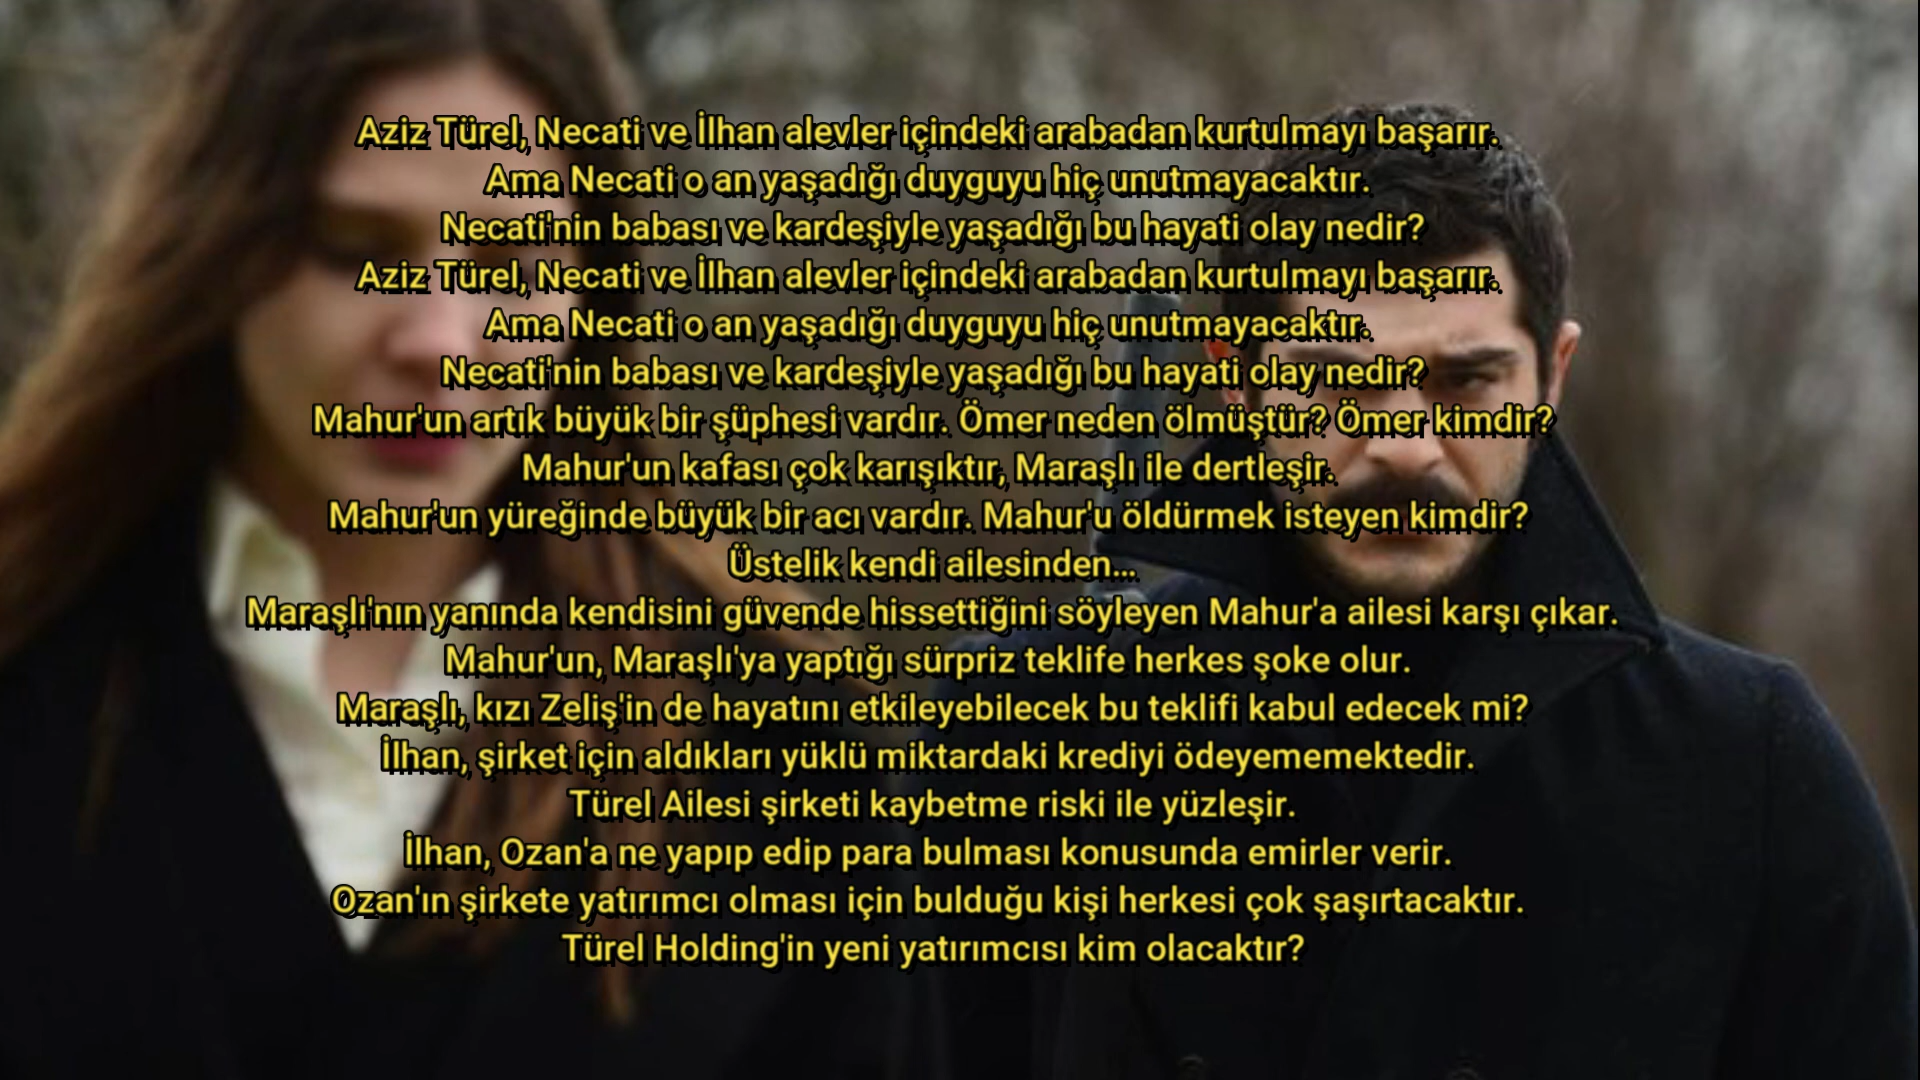 Aziz Türel, Necati ve İlhan alevler içindeki arabadan kurtulmayı başarır.
Ama Necati o an yaşadığı duyguyu hiç unutmayacaktır.
Necati'nin babası ve kardeşiyle yaşadığı bu hayati olay nedir?
Aziz Türel, Necati ve İlhan alevler içindeki arabadan kurtulmayı başarır.
Ama Necati o an yaşadığı duyguyu hiç unutmayacaktır.
Necati'nin babası ve kardeşiyle yaşadığı bu hayati olay nedir?
Mahur'un artık büyük bir şüphesi vardır. Ömer neden ölmüştür? Ömer kimdir?
Mahur'un kafası çok karışıktır, Maraşlı ile dertleşir.
Mahur'un yüreğinde büyük bir acı vardır. Mahur'u öldürmek isteyen kimdir?
Üstelik kendi ailesinden...
Maraşlı'nın yanında kendisini güvende hissettiğini söyleyen Mahur'a ailesi karşı çıkar.
Mahur'un, Maraşlı'ya yaptığı sürpriz teklife herkes şoke olur.
Maraşlı, kızı Zeliş'in de hayatını etkileyebilecek bu teklifi kabul edecek mi?
İlhan, şirket için aldıkları yüklü miktardaki krediyi ödeyememektedir.
Türel Ailesi şirketi kaybetme riski ile yüzleşir.
İlhan, Ozan'a ne yapıp edip para bulması konusunda emirler verir.
Ozan'ın şirkete yatırımcı olması için bulduğu kişi herkesi çok şaşırtacaktır.
Türel Holding'in yeni yatırımcısı kim olacaktır?